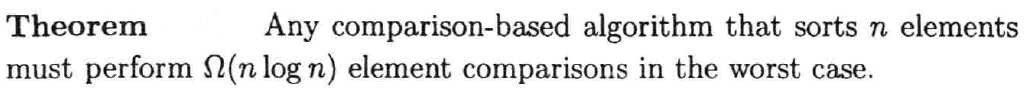 Theorem Any comparison-based algorithm that sorts n elements
must perform Ω(n log n) element comparisons in the worst case.